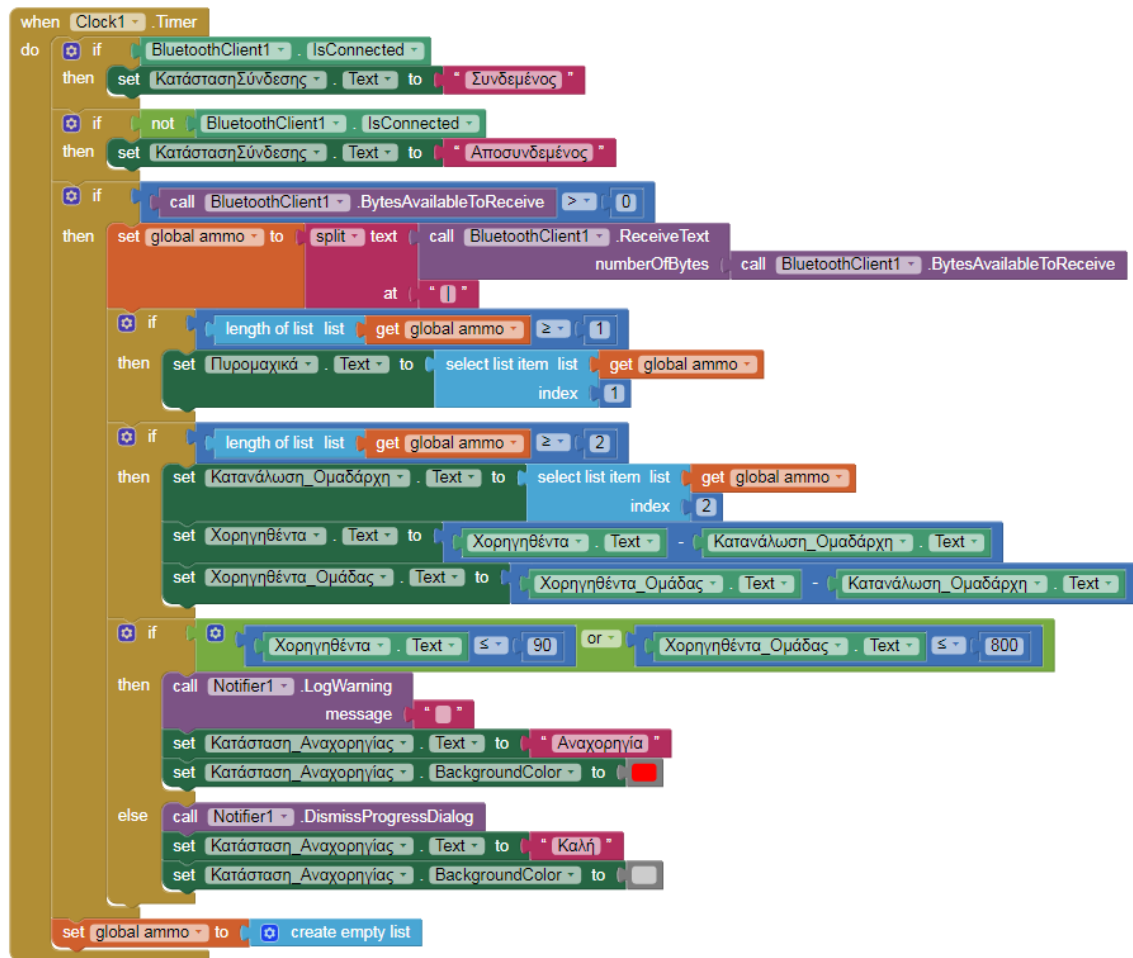 when Clock1 .Timer
do if BluetoothClient1 . IsConnected
then set ΚατάστασηΣύνδεσης . Text to " Συνδεμένος "
if not BluetoothClient1 . IsConnected
then set ΚατάστασηΣύνδεσης . Text to " Αποσυνδεμένος "
if call BluetoothClient1 .BytesAvailableToReceive > 0
then set global ammo to split text call BluetoothClient1 .ReceiveText
numberOfBytes call BluetoothClient1 .BytesAvailableToReceive
at " | "
if length of list list get global ammo ≥ 1
then set Πυρομαχικά . Text to select list item list get global ammo
index 1
if length of list list get global ammo ≥ 2
then set Κατανάλωση_Ομαδάρχη . Text to select list item list get global ammo
index 2
set Χορηγηθέντα . Text to Χορηγηθέντα . Text - Κατανάλωση_Ομαδάρχη . Text
set Χορηγηθέντα_Ομάδας . Text to Χορηγηθέντα_Ομάδας . Text - Κατανάλωση_Ομαδάρχη . Text
if Χορηγηθέντα . Text ≤ 90 or Χορηγηθέντα_Ομάδας . Text ≤ 800
then call Notifier1 .LogWarning
message " "
set Κατάσταση_Αναχορηγίας . Text to " Αναχορηγία "
set Κατάσταση_Αναχορηγίας . BackgroundColor to
else call Notifier1 .DismissProgressDialog
set Κατάσταση_Αναχορηγίας . Text to " Καλή "
set Κατάσταση_Αναχορηγίας . BackgroundColor to
set global ammo to create empty list